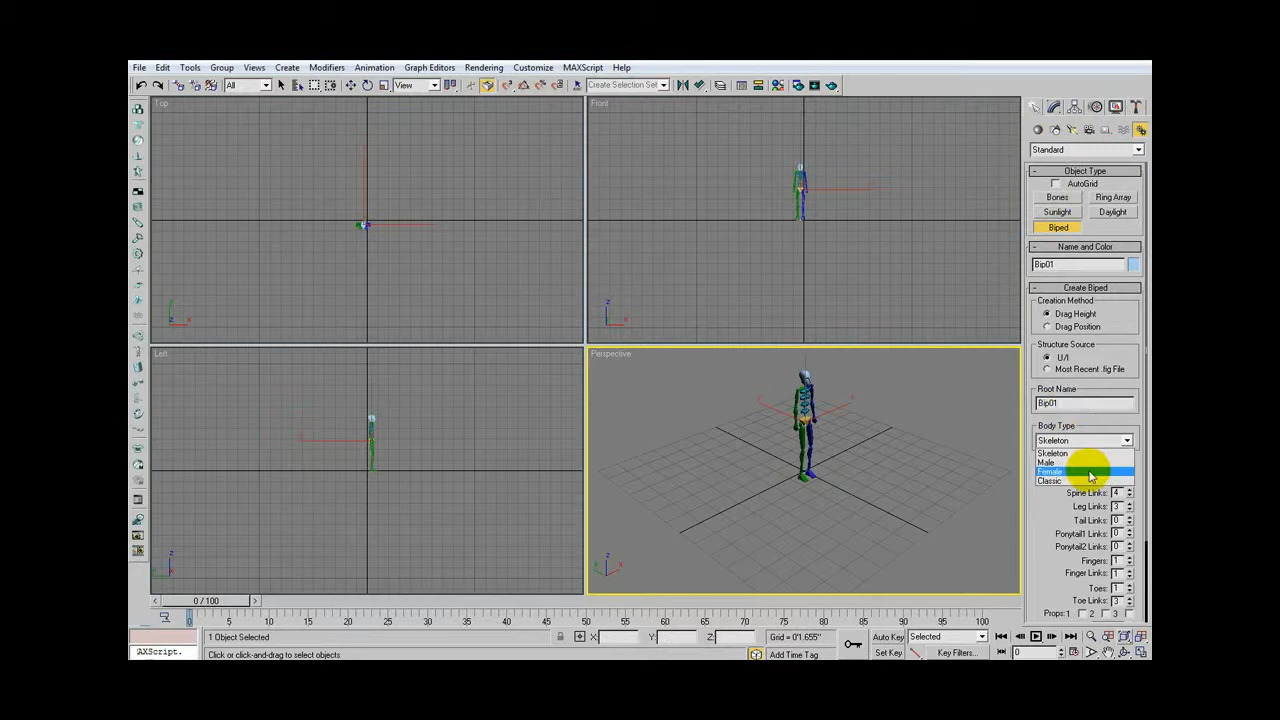 File Edit Tools Group Views Create Modifiers Animation Graph Editors Rendering Customize MAXScript Help
All View Create Selection Set
Top Front
Standard
Object Type
AutoGrid
Bones Ring Array
Sunlight Daylight
Biped
Name and Color
Bip01
Create Biped
Creation Method
Drag Height
Drag Position
Structure Source
U/I
Most Recent .fig File
Root Name
Bip01
Body Type
Skeleton
Skeleton
Male
Female
Classic
Spine Links: 4
Leg Links: 3
Tail Links: 0
Ponytail1 Links: 0
Ponytail2 Links: 0
Fingers: 1
Finger Links: 1
Toes: 1
Toe Links: 3
Props: 1 2 3
z x
z x
Left Perspective
z x
z x
0 / 100
0 5 10 15 20 25 30 35 40 45 50 55 60 65 70 75 80 85 90 95 100
1 Object Selected X: Y: Z: Grid = 0'1.655" Auto Key Selected
AXScript. Click or click-and-drag to select objects Add Time Tag Set Key Key Filters... 0